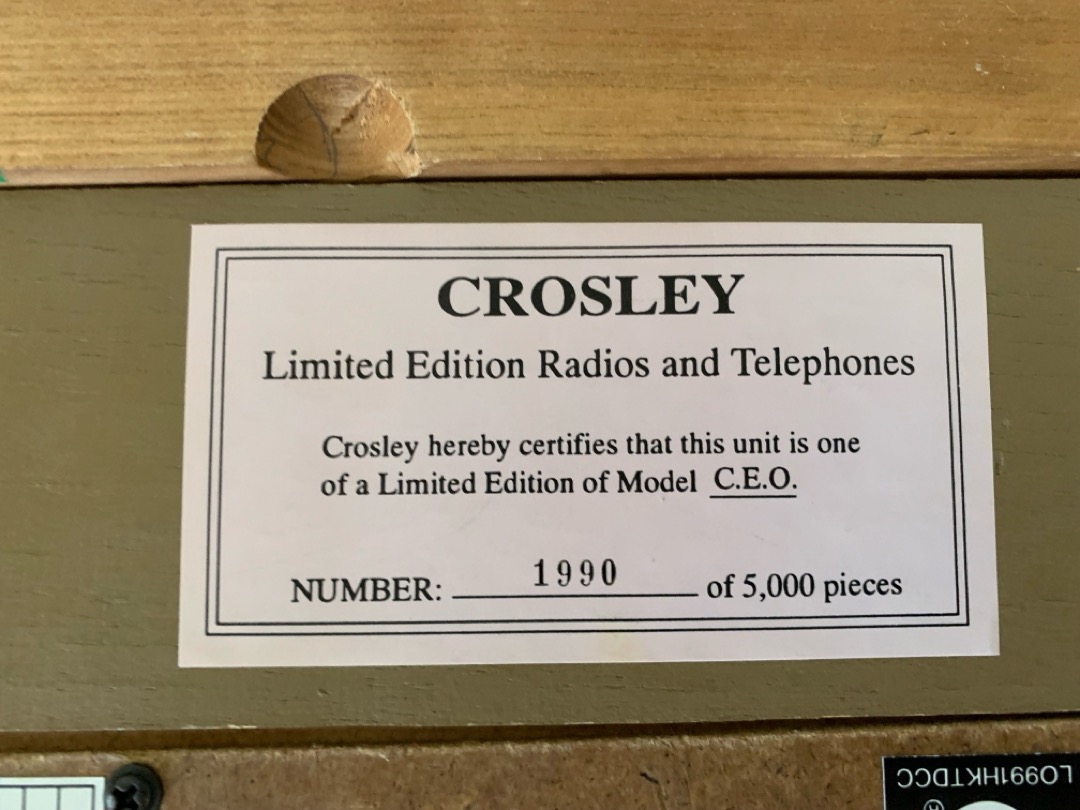 CROSLEY
Limited Edition Radios and Telephones
Crosley hereby certifies that this unit is one
of a Limited Edition of Model C.E.O.
NUMBER: 1990 of 5,000 pieces
LO991HKTDCC
®